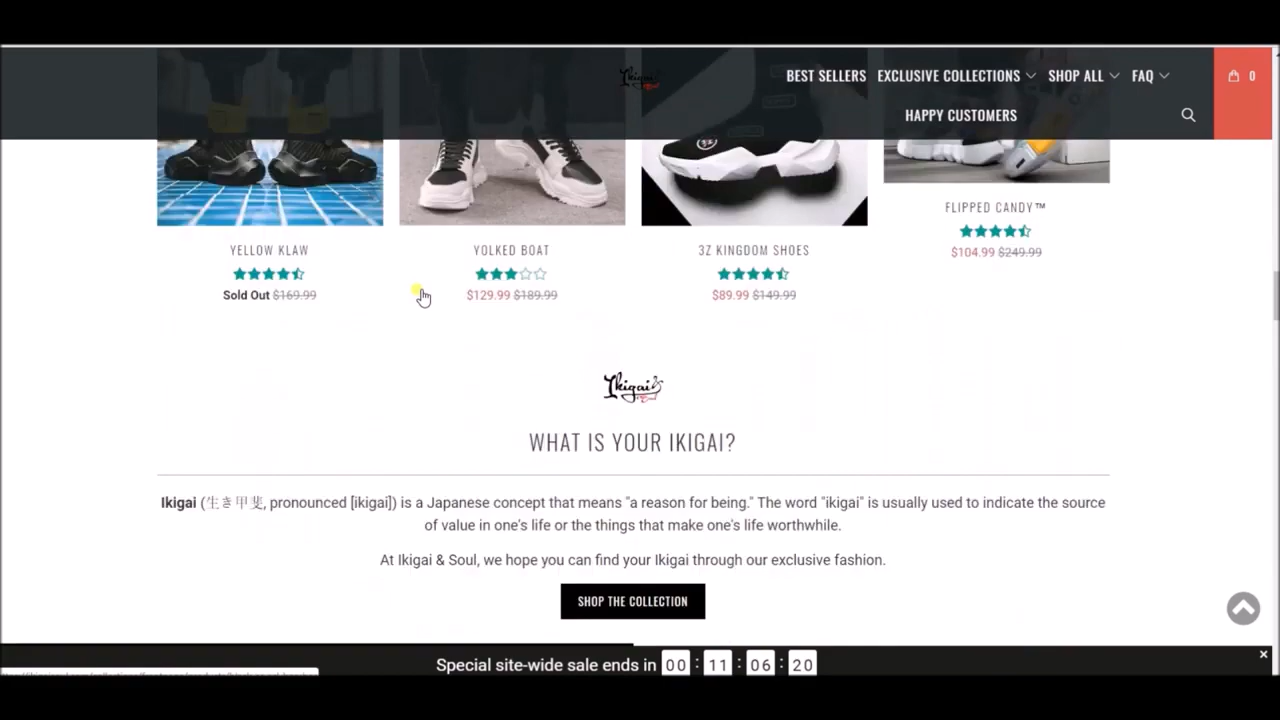 Ikigai
BEST SELLERS EXCLUSIVE COLLECTIONS SHOP ALL FAQ
0
HAPPY CUSTOMERS
YELLOW KLAW
Sold Out $169.99
YOLKED BOAT
$129.99 $189.99
3Z KINGDOM SHOES
$89.99 $149.99
FLIPPED CANDY™
$104.99 $249.99
Ikigai
WHAT IS YOUR IKIGAI?
Ikigai (生き甲斐, pronounced [ikigai]) is a Japanese concept that means "a reason for being." The word "ikigai" is usually used to indicate the source
of value in one's life or the things that make one's life worthwhile.
At Ikigai & Soul, we hope you can find your Ikigai through our exclusive fashion.
SHOP THE COLLECTION
Special site-wide sale ends in 00 : 11 : 06 : 20